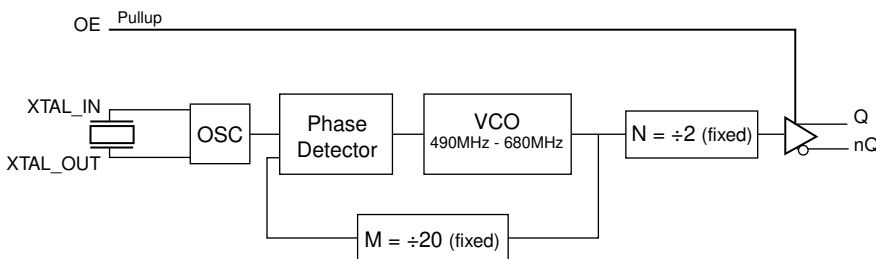 OE Pullup
XTAL_IN
OSC
XTAL_OUT
Phase
Detector
VCO
490MHz - 680MHz
N = ÷2 (fixed)
Q
nQ
M = ÷20 (fixed)